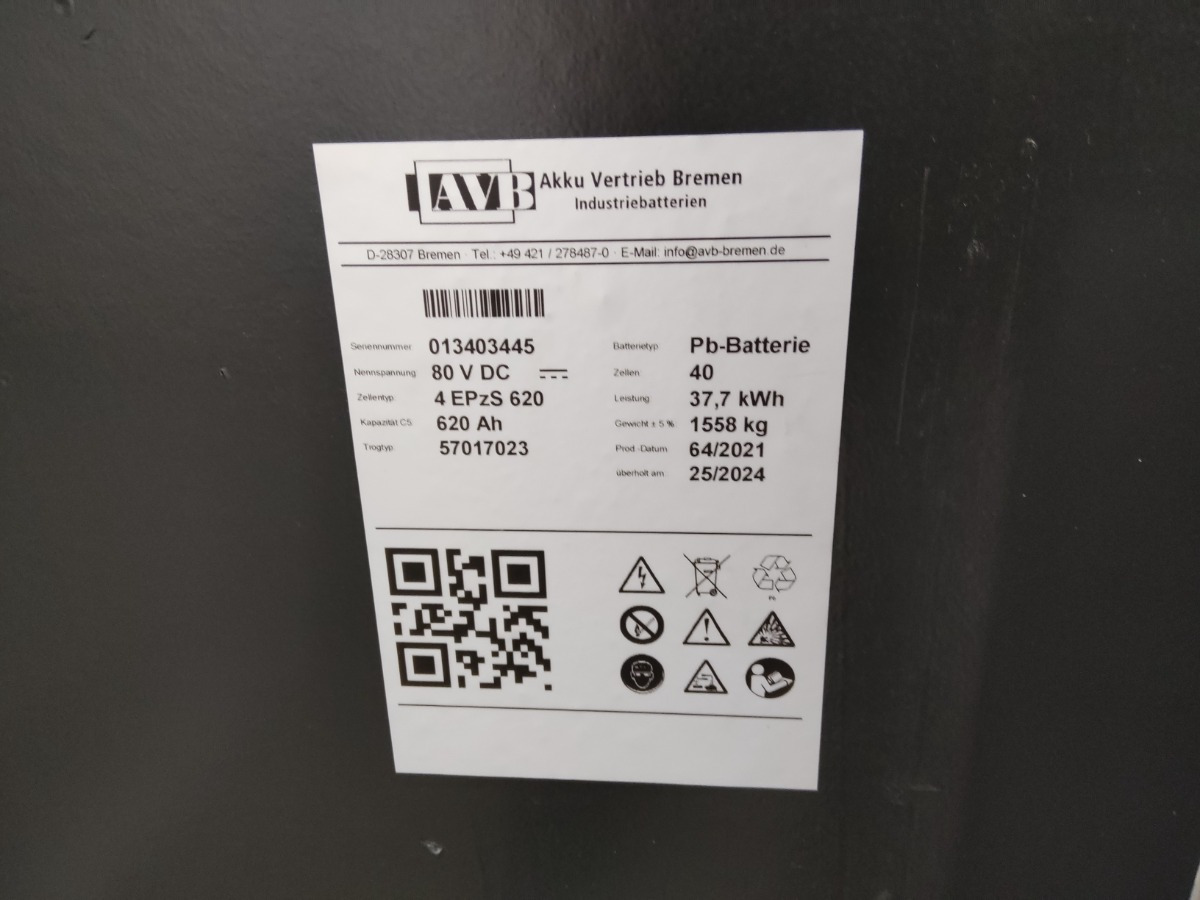 AVB Akku Vertrieb Bremen
Industriebatterien
D-28307 Bremen · Tel.: +49 421 / 278487-0 · E-Mail: info@avb-bremen.de
Seriennummer: 013403445 Batterietyp: Pb-Batterie
Nennspannung: 80 V DC Zellen: 40
Zellentyp: 4 EPzS 620 Leistung: 37,7 kWh
Kapazität C5: 620 Ah Gewicht ± 5 % 1558 kg
Trogtyp: 57017023 Prod.-Datum: 64/2021
überholt am: 25/2024
Pb